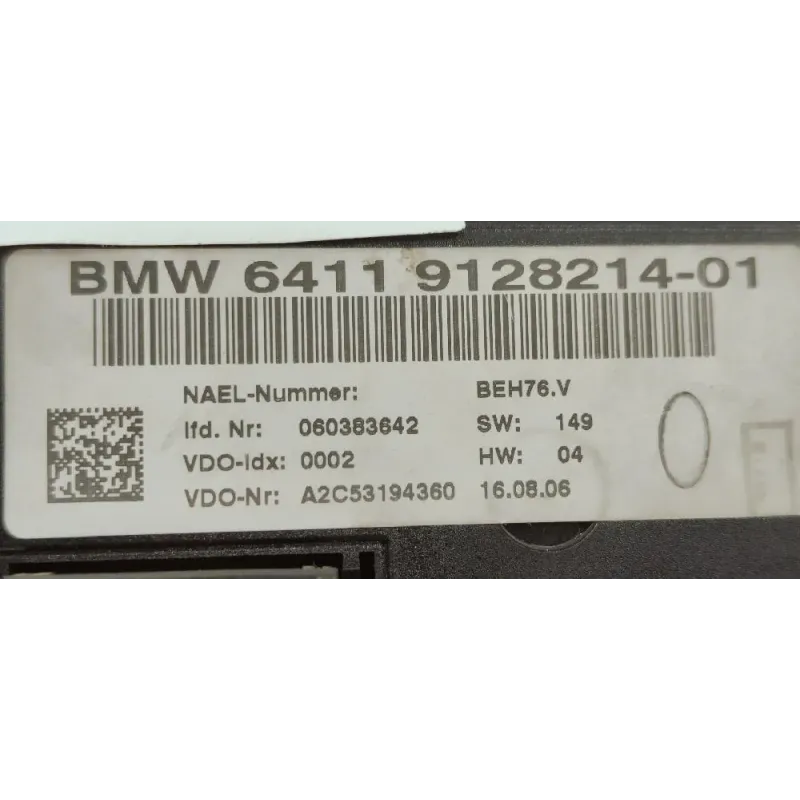 BMW 6411 9128214-01
NAEL-Nummer: BEH76.V
lfd. Nr: 060383642 SW: 149
VDO-Idx: 0002 HW: 04
VDO-Nr: A2C53194360 16.08.06